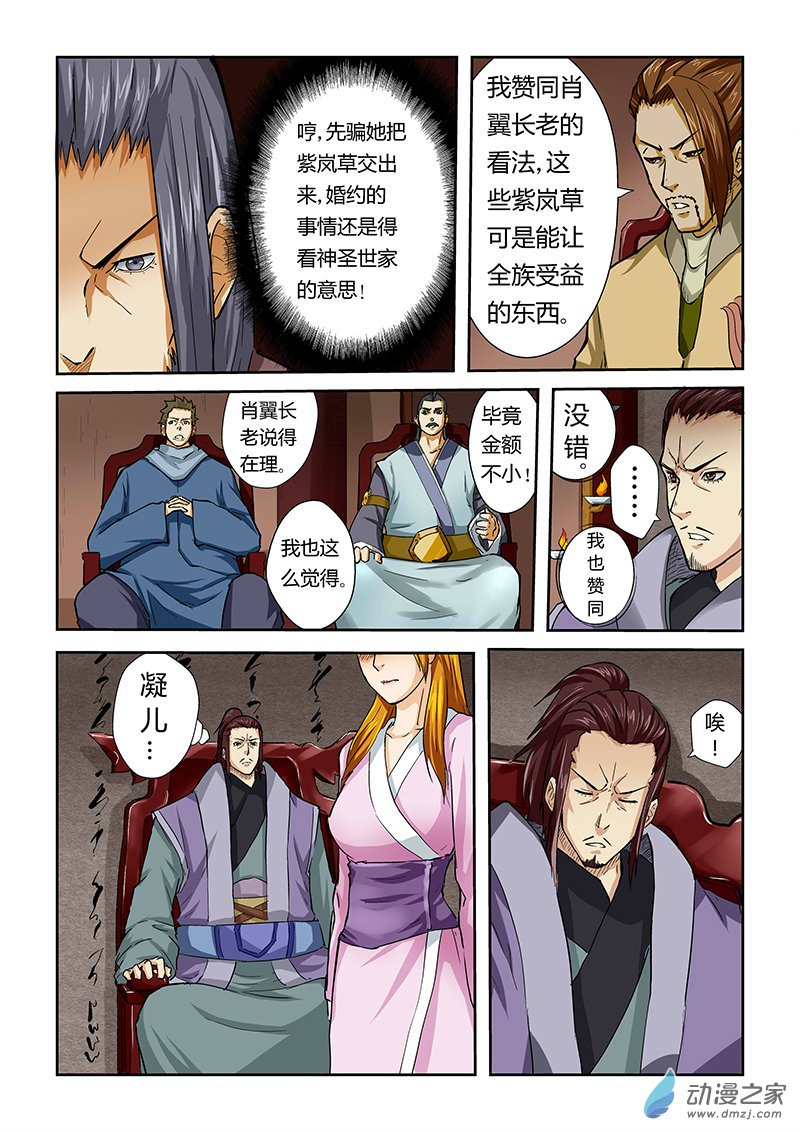 我赞同肖
翼长老的
看法,这
些紫岚草
可是能让
全族受益
的东西。
哼,先骗她把
紫岚草交出
来,婚约的
事情还是得
看神圣世家
的意思!
肖翼长
老说得
在理。
我也这
么觉得。
毕竟
金额
不小!
没错。
……
我也赞同
凝儿…
唉!
动漫之家
www.dmzj.com